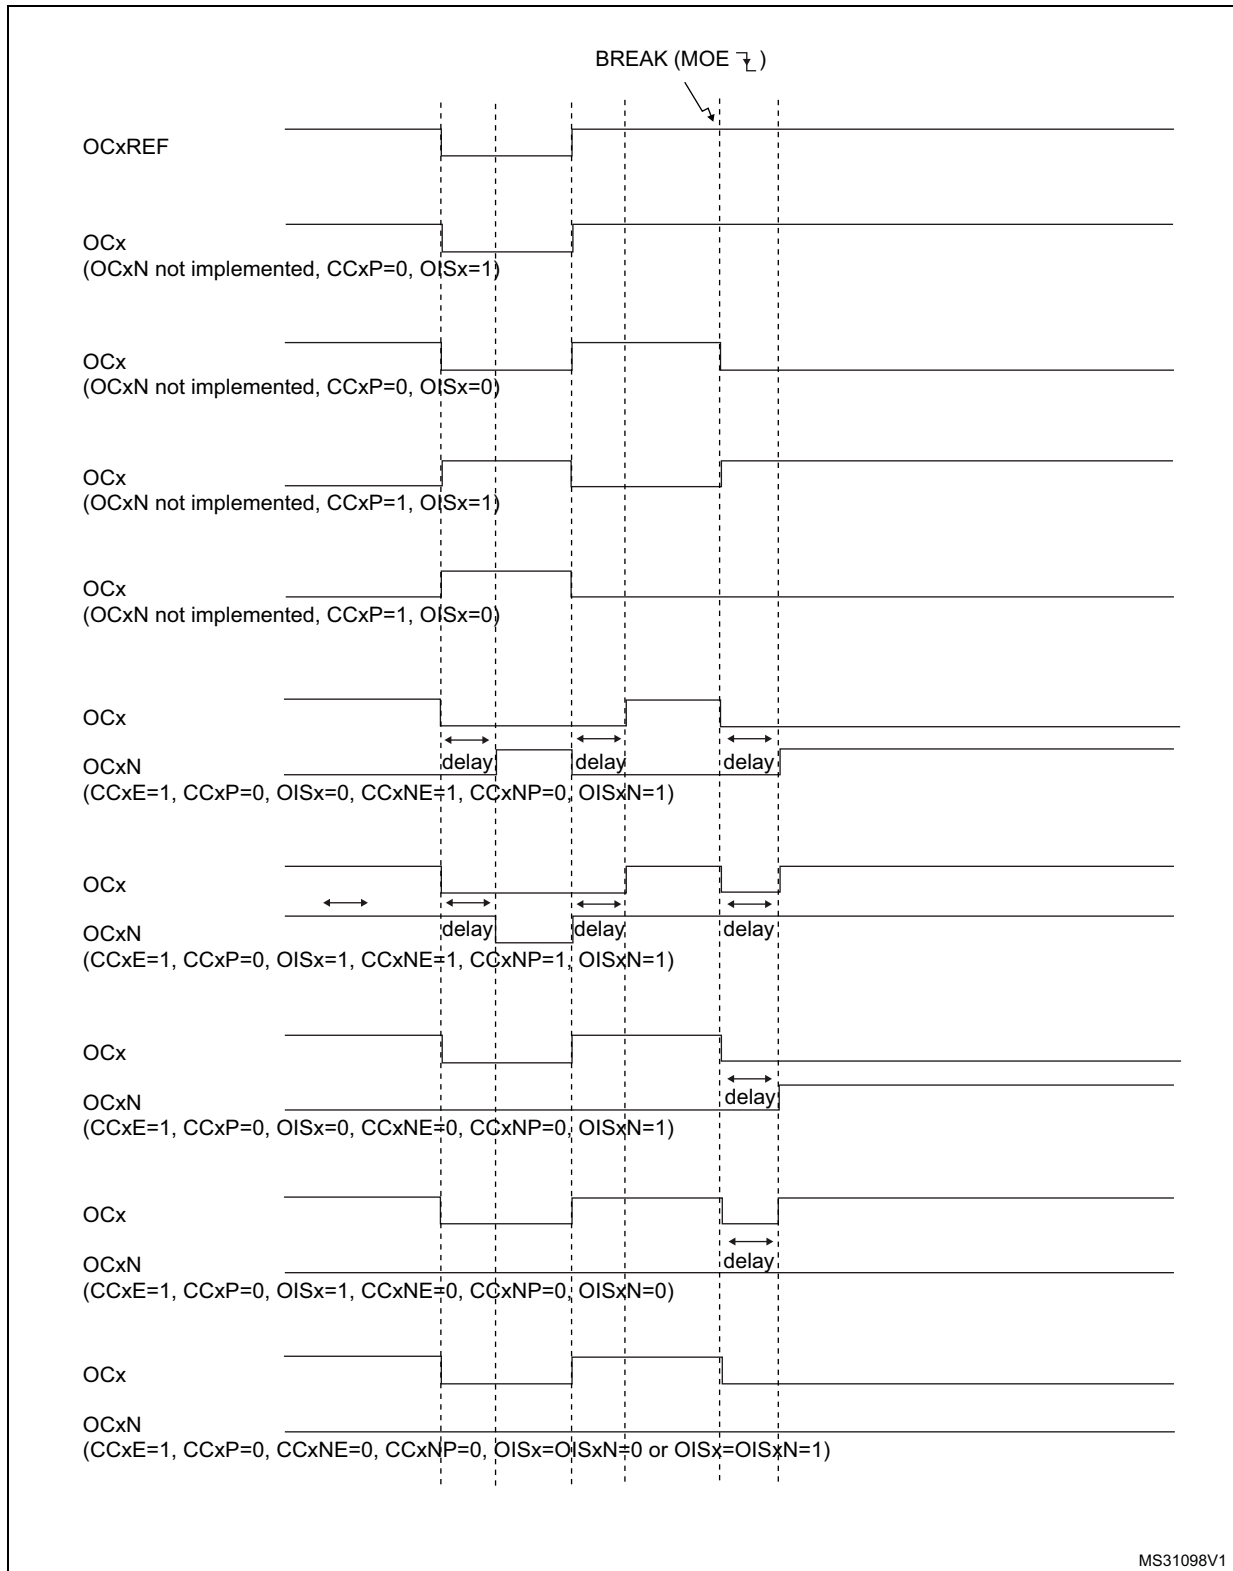 BREAK (MOE )
OCxREF
OCx
(OCxN not implemented, CCxP=0, OISx=1)
OCx
(OCxN not implemented, CCxP=0, OISx=0)
OCx
(OCxN not implemented, CCxP=1, OISx=1)
OCx
(OCxN not implemented, CCxP=1, OISx=0)
OCx
delay delay delay
OCxN
(CCxE=1, CCxP=0, OISx=0, CCxNE=1, CCxNP=0, OISxN=1)
OCx
delay delay delay
OCxN
(CCxE=1, CCxP=0, OISx=1, CCxNE=1, CCxNP=1, OISxN=1)
OCx
delay
OCxN
(CCxE=1, CCxP=0, OISx=0, CCxNE=0, CCxNP=0, OISxN=1)
OCx
delay
OCxN
(CCxE=1, CCxP=0, OISx=1, CCxNE=0, CCxNP=0, OISxN=0)
OCx
OCxN
(CCxE=1, CCxP=0, CCxNE=0, CCxNP=0, OISx=OISxN=0 or OISx=OISxN=1)
MS31098V1